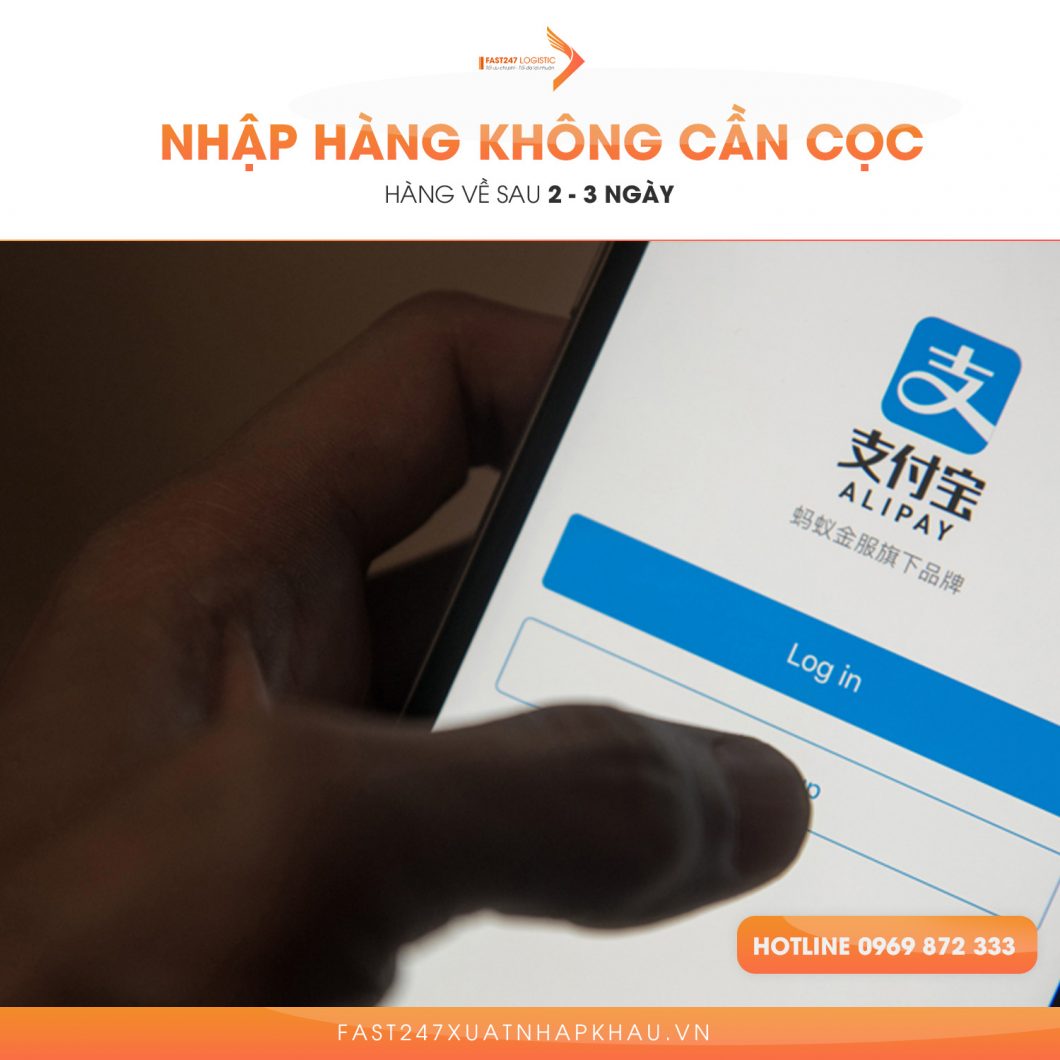 FAST247 LOGISTIC
NHẬP HÀNG KHÔNG CẦN CỌC
HÀNG VỀ SAU 2 - 3 NGÀY
支付宝
ALIPAY
蚂蚁金服旗下品牌
Log in
HOTLINE 0969 872 333
FAST247XUATNHAPKHAU.VN